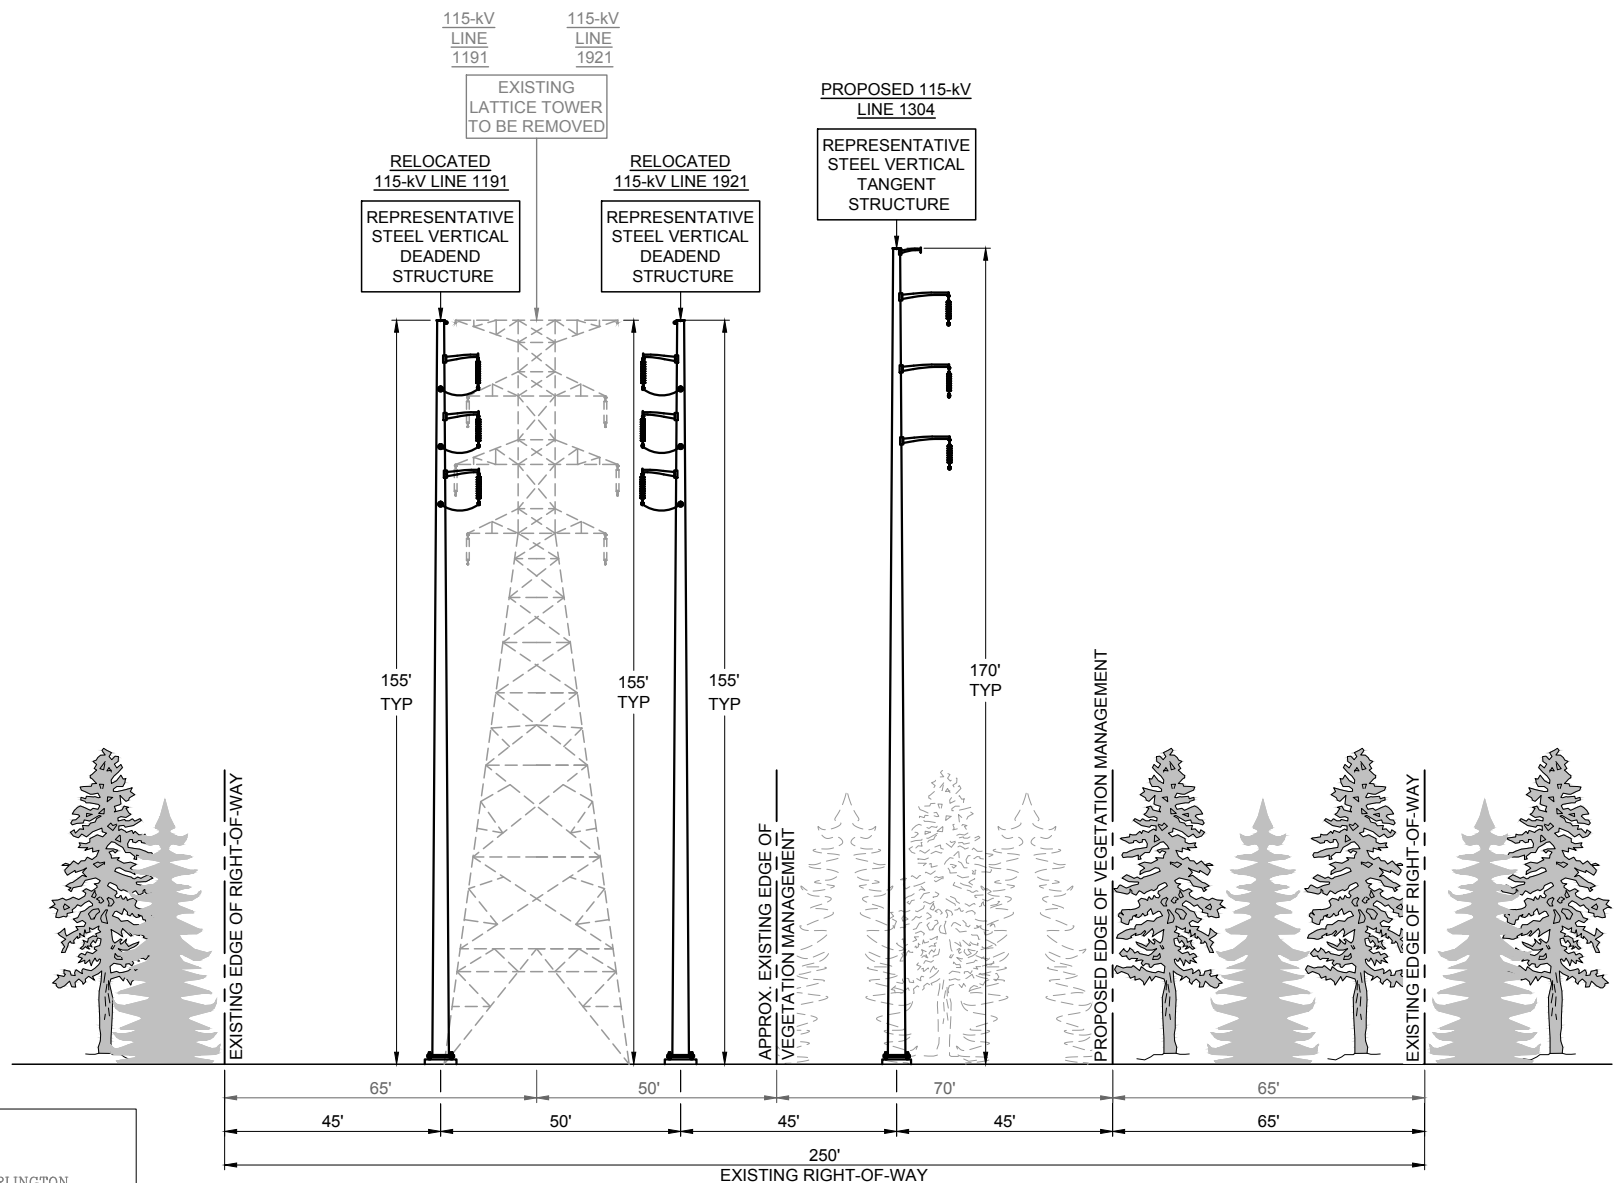 115-kV
LINE
1191
115-kV
LINE
1921
EXISTING
LATTICE TOWER
TO BE REMOVED
PROPOSED 115-kV
LINE 1304
REPRESENTATIVE
STEEL VERTICAL
TANGENT
STRUCTURE
RELOCATED
115-kV LINE 1191
REPRESENTATIVE
STEEL VERTICAL
DEADEND
STRUCTURE
RELOCATED
115-kV LINE 1921
REPRESENTATIVE
STEEL VERTICAL
DEADEND
STRUCTURE
155'
TYP
155'
TYP
155'
TYP
170'
TYP
EXISTING EDGE OF RIGHT-OF-WAY
APPROX. EXISTING EDGE OF
VEGETATION MANAGEMENT
PROPOSED EDGE OF VEGETATION MANAGEMENT
EXISTING EDGE OF RIGHT-OF-WAY
65' 50' 70' 65'
45' 50' 45' 45' 65'
250'
EXISTING RIGHT-OF-WAY